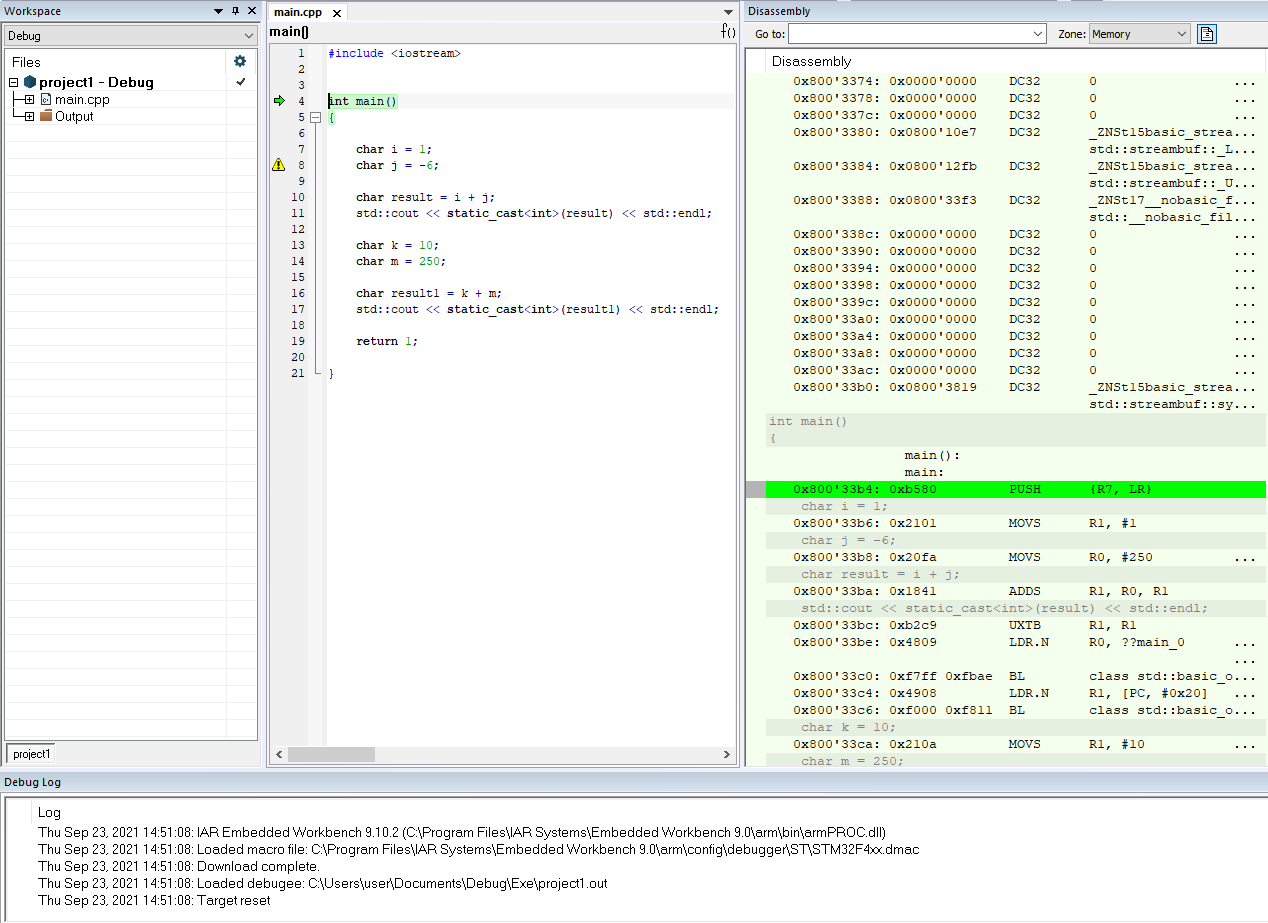 Workspace
Debug
Files
project1 - Debug
main.cpp
Output
project1
main.cpp
main()
f()
1 #include <iostream>
2
3
4 int main()
5 {
6
7 char i = 1;
8 char j = -6;
9
10 char result = i + j;
11 std::cout << static_cast<int>(result) << std::endl;
12
13 char k = 10;
14 char m = 250;
15
16 char result1 = k + m;
17 std::cout << static_cast<int>(result1) << std::endl;
18
19 return 1;
20
21 }
Disassembly
Go to: Zone: Memory
Disassembly
0x800'3374: 0x0000'0000 DC32 0 ...
0x800'3378: 0x0000'0000 DC32 0 ...
0x800'337c: 0x0000'0000 DC32 0 ...
0x800'3380: 0x0800'10e7 DC32 _ZNSt15basic_strea...
std::streambuf::_L...
0x800'3384: 0x0800'12fb DC32 _ZNSt15basic_strea...
std::streambuf::_U...
0x800'3388: 0x0800'33f3 DC32 _ZNSt17__nobasic_f...
std::__nobasic_fil...
0x800'338c: 0x0000'0000 DC32 0 ...
0x800'3390: 0x0000'0000 DC32 0 ...
0x800'3394: 0x0000'0000 DC32 0 ...
0x800'3398: 0x0000'0000 DC32 0 ...
0x800'339c: 0x0000'0000 DC32 0 ...
0x800'33a0: 0x0000'0000 DC32 0 ...
0x800'33a4: 0x0000'0000 DC32 0 ...
0x800'33a8: 0x0000'0000 DC32 0 ...
0x800'33ac: 0x0000'0000 DC32 0 ...
0x800'33b0: 0x0800'3819 DC32 _ZNSt15basic_strea...
std::streambuf::sy...
int main()
{
main():
main:
0x800'33b4: 0xb580 PUSH {R7, LR}
char i = 1;
0x800'33b6: 0x2101 MOVS R1, #1
char j = -6;
0x800'33b8: 0x20fa MOVS R0, #250 ...
char result = i + j;
0x800'33ba: 0x1841 ADDS R1, R0, R1
std::cout << static_cast<int>(result) << std::endl;
0x800'33bc: 0xb2c9 UXTB R1, R1
0x800'33be: 0x4809 LDR.N R0, ??main_0 ...
...
0x800'33c0: 0xf7ff 0xfbae BL class std::basic_o...
0x800'33c4: 0x4908 LDR.N R1, [PC, #0x20] ...
0x800'33c6: 0xf000 0xf811 BL class std::basic_o...
char k = 10;
0x800'33ca: 0x210a MOVS R1, #10 ...
char m = 250;
Debug Log
Log
Thu Sep 23, 2021 14:51:08: IAR Embedded Workbench 9.10.2 (C:\Program Files\IAR Systems\Embedded Workbench 9.0\arm\bin\armPROC.dll)
Thu Sep 23, 2021 14:51:08: Loaded macro file: C:\Program Files\IAR Systems\Embedded Workbench 9.0\arm\config\debugger\ST\STM32F4xx.dmac
Thu Sep 23, 2021 14:51:08: Download complete.
Thu Sep 23, 2021 14:51:08: Loaded debugee: C:\Users\user\Documents\Debug\Exe\project1.out
Thu Sep 23, 2021 14:51:08: Target reset